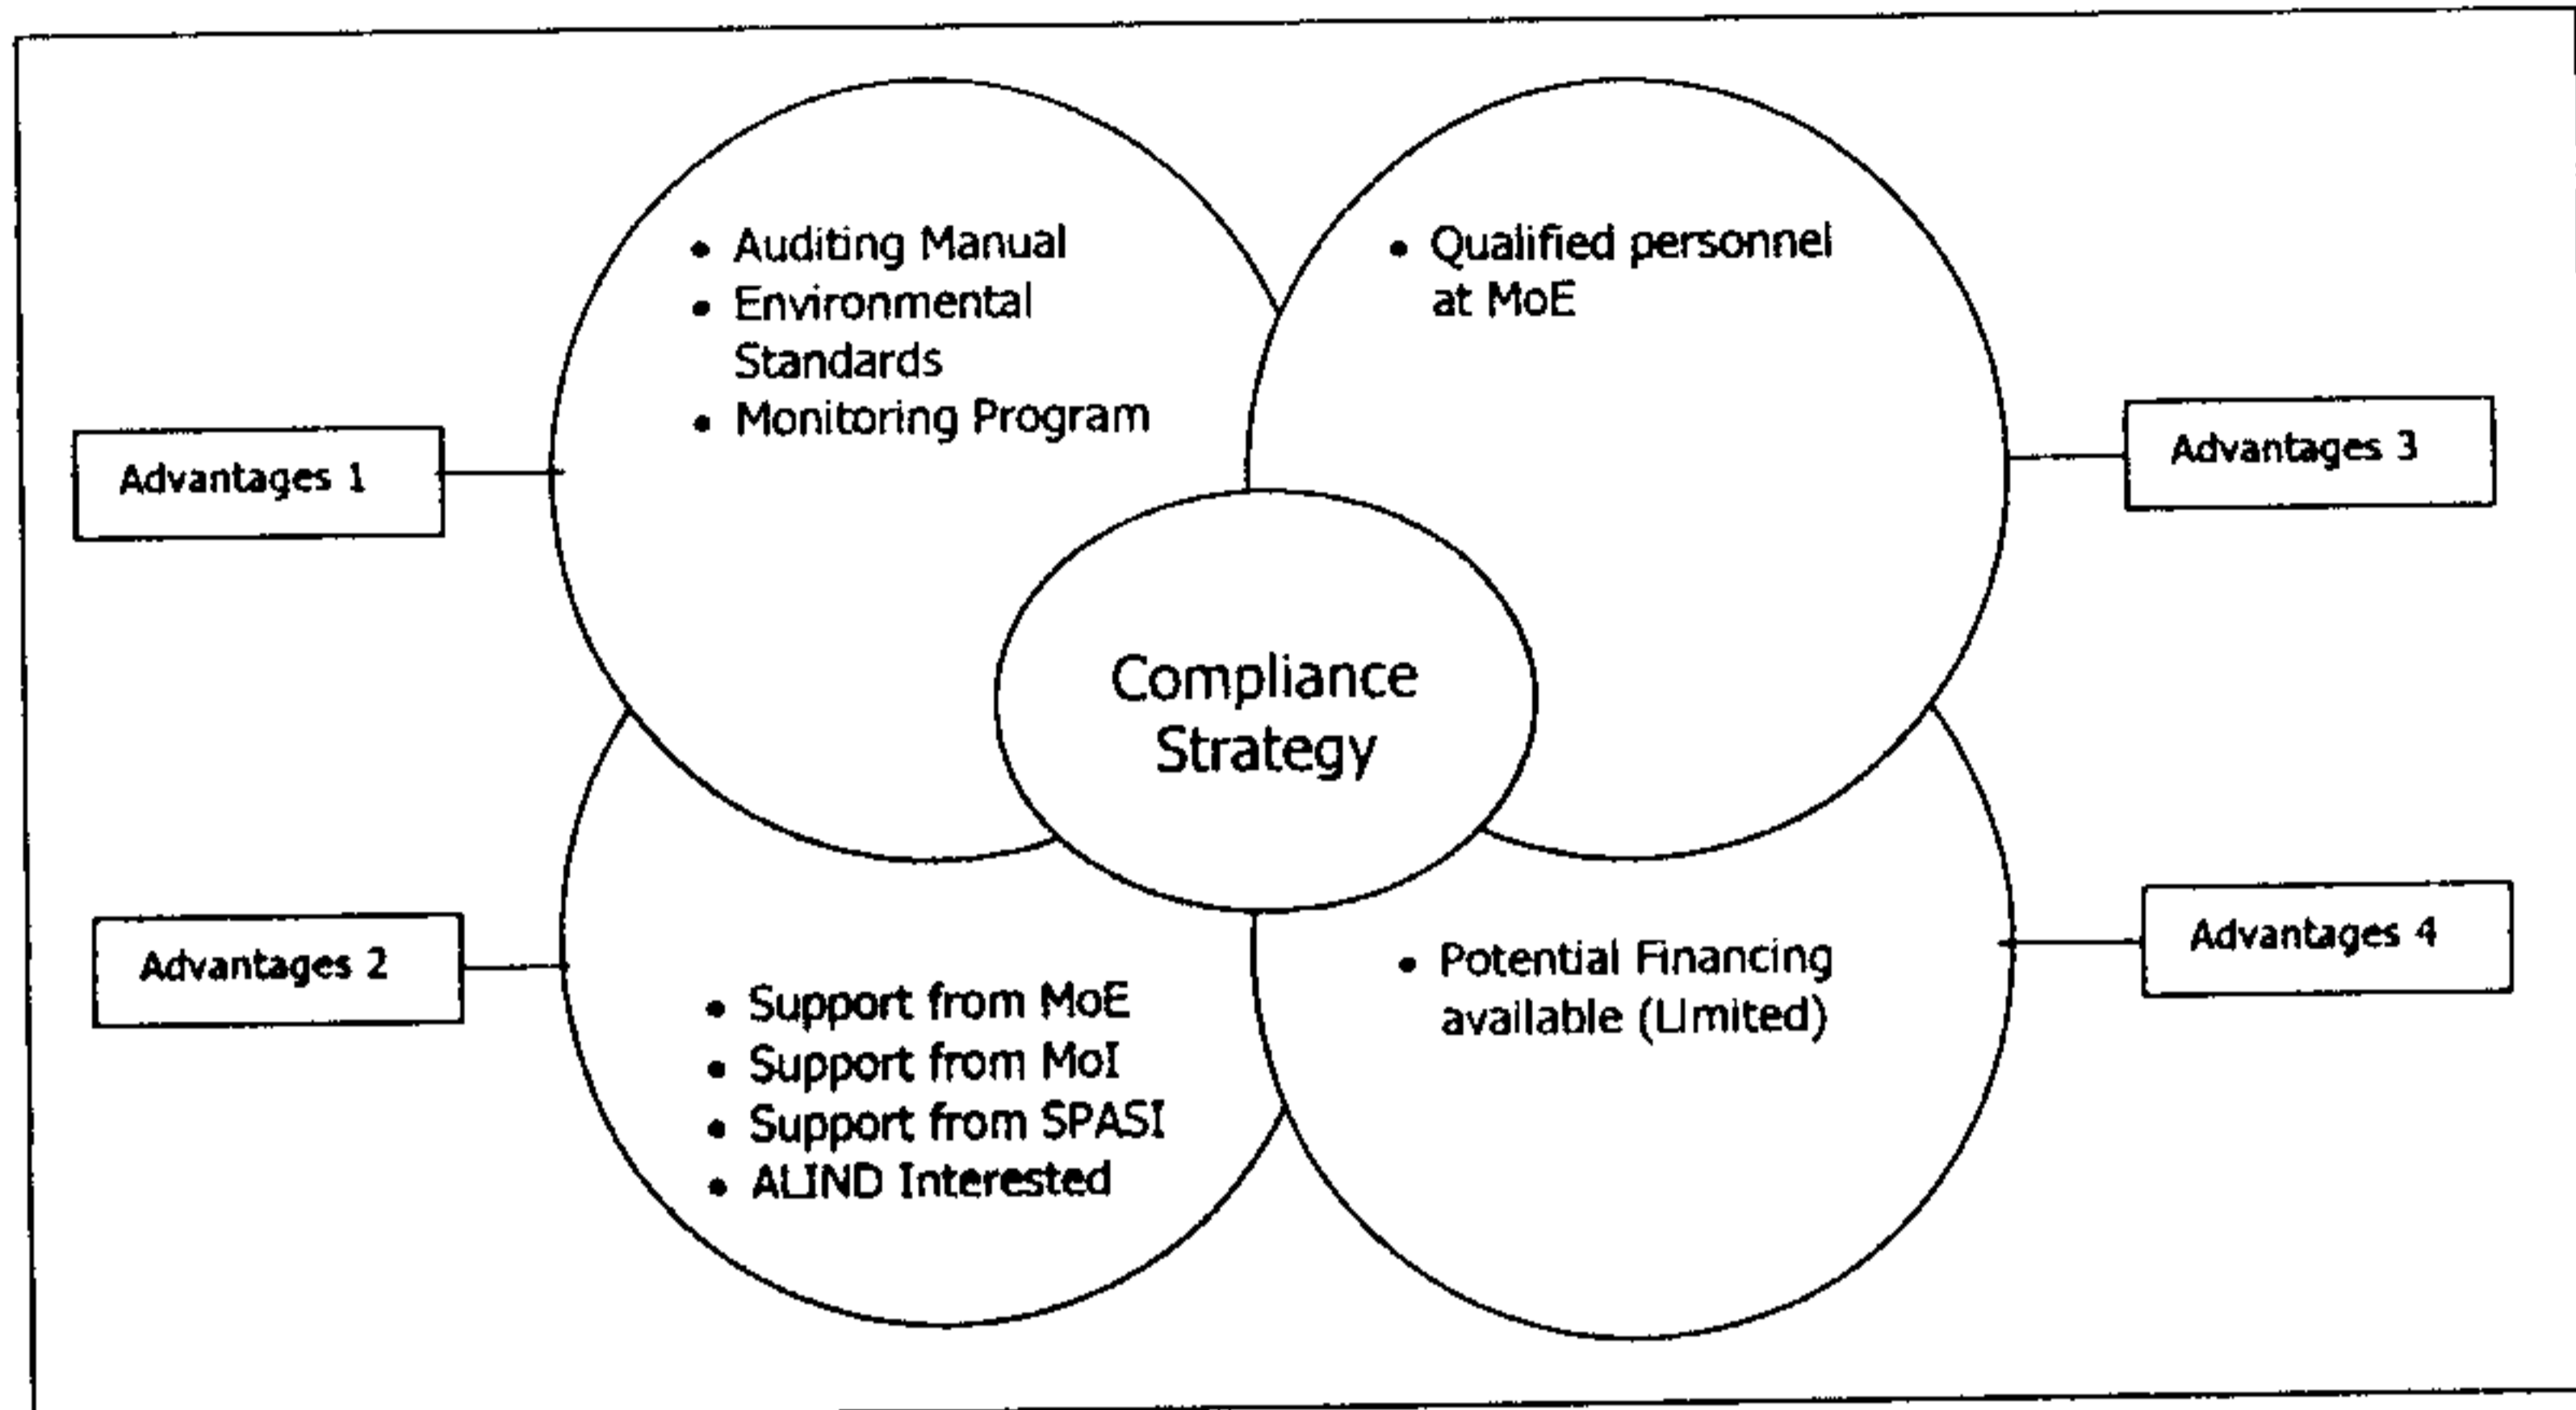 • Auditing Manual
• Environmental
Standards
• Monitoring Program
• Qualified personnel
at MoE
Advantages 1
Advantages 3
Compliance
Strategy
Advantages 2
Advantages 4
• Support from MoE
• Support from MoI
• Support from SPASI
• ALIND Interested
• Potential Financing
available (Limited)